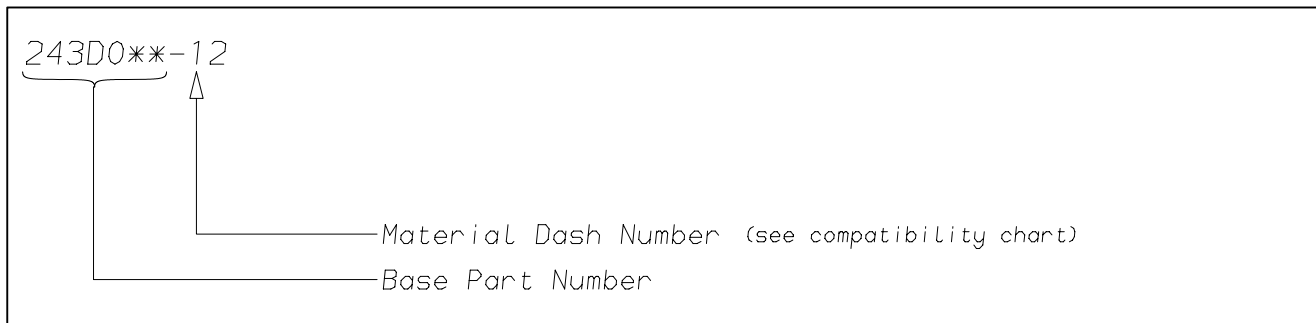 243D0**-12
Material Dash Number (see compatibility chart)
Base Part Number